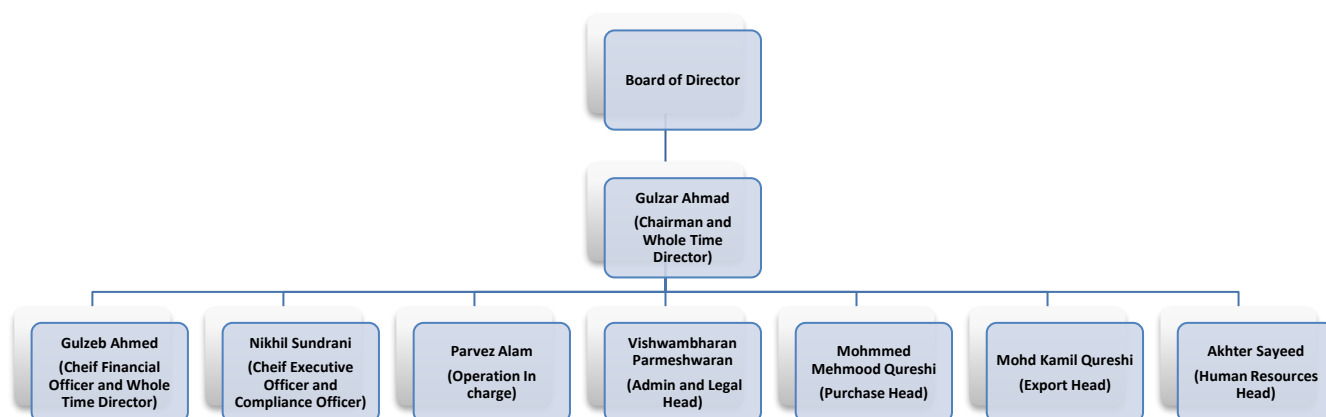 Board of Director
Gulzar Ahmad
(Chairman and
Whole Time
Director)
Gulzeb Ahmed
(Cheif Financial
Officer and Whole
Time Director)
Nikhil Sundrani
(Cheif Executive
Officer and
Compliance Officer)
Parvez Alam
(Operation In
charge)
Vishwambharan
Parmeshwaran
(Admin and Legal
Head)
Mohmmed
Mehmood Qureshi
(Purchase Head)
Mohd Kamil Qureshi
(Export Head)
Akhter Sayeed
(Human Resources
Head)